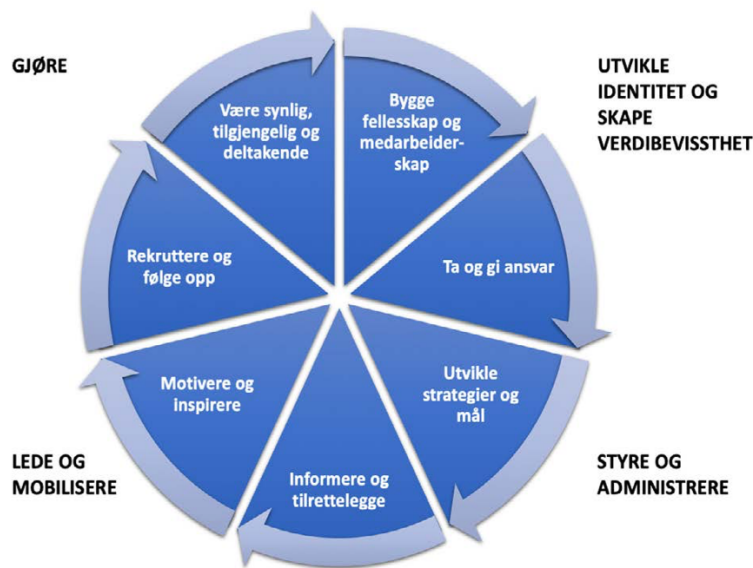 GJØRE
UTVIKLE
IDENTITET OG
SKAPE
VERDIBEVISSTHET
Være synlig,
tilgjengelig og
deltakende
Bygge
fellesskap og
medarbeider-
skap
Rekruttere og
følge opp
Ta og gi ansvar
Motivere og
inspirere
Utvikle
strategier og
mål
Informere og
tilrettelegge
LEDE OG
MOBILISERE
STYRE OG
ADMINISTRERE